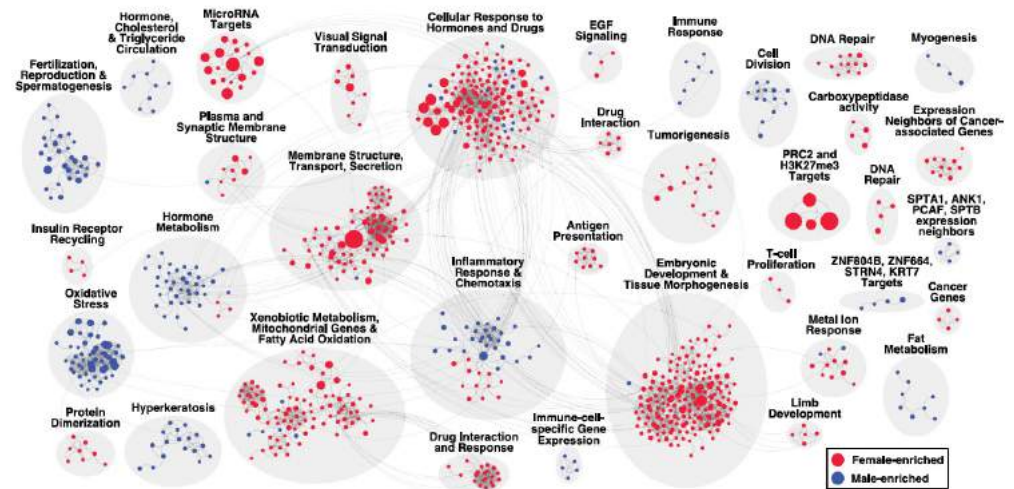 Hormone,
Cholesterol
& Triglyceride
Circulation
MicroRNA
Targets
Visual Signal
Transduction
Cellular Response to
Hormones and Drugs
EGF
Signaling
Immune
Response
Cell
Division
DNA Repair
Myogenesis
Fertilization,
Reproduction &
Spermatogenesis
Plasma and
Synaptic Membrane
Structure
Membrane Structure,
Transport, Secretion
Drug
Interaction
Tumorigenesis
Carboxypeptidase
activity
Expression
Neighbors of Cancer-
associated Genes
PRC2 and
H3K27me3
Targets
DNA
Repair
SPTA1, ANK1,
PCAF, SPTB
expression
neighbors
Insulin Receptor
Recycling
Hormone
Metabolism
Antigen
Presentation
Inflammatory
Response &
Chemotaxis
Embryonic
Development &
Tissue Morphogenesis
T-cell
Proliferation
ZNF804B, ZNF664,
STRN4, KRT7
Targets
Cancer
Genes
Oxidative
Stress
Xenobiotic Metabolism,
Mitochondrial Genes &
Fatty Acid Oxidation
Metal Ion
Response
Fat
Metabolism
Protein
Dimerization
Hyperkeratosis
Drug Interaction
and Response
Immune-cell-
specific Gene
Expression
Limb
Development
Female-enriched
Male-enriched